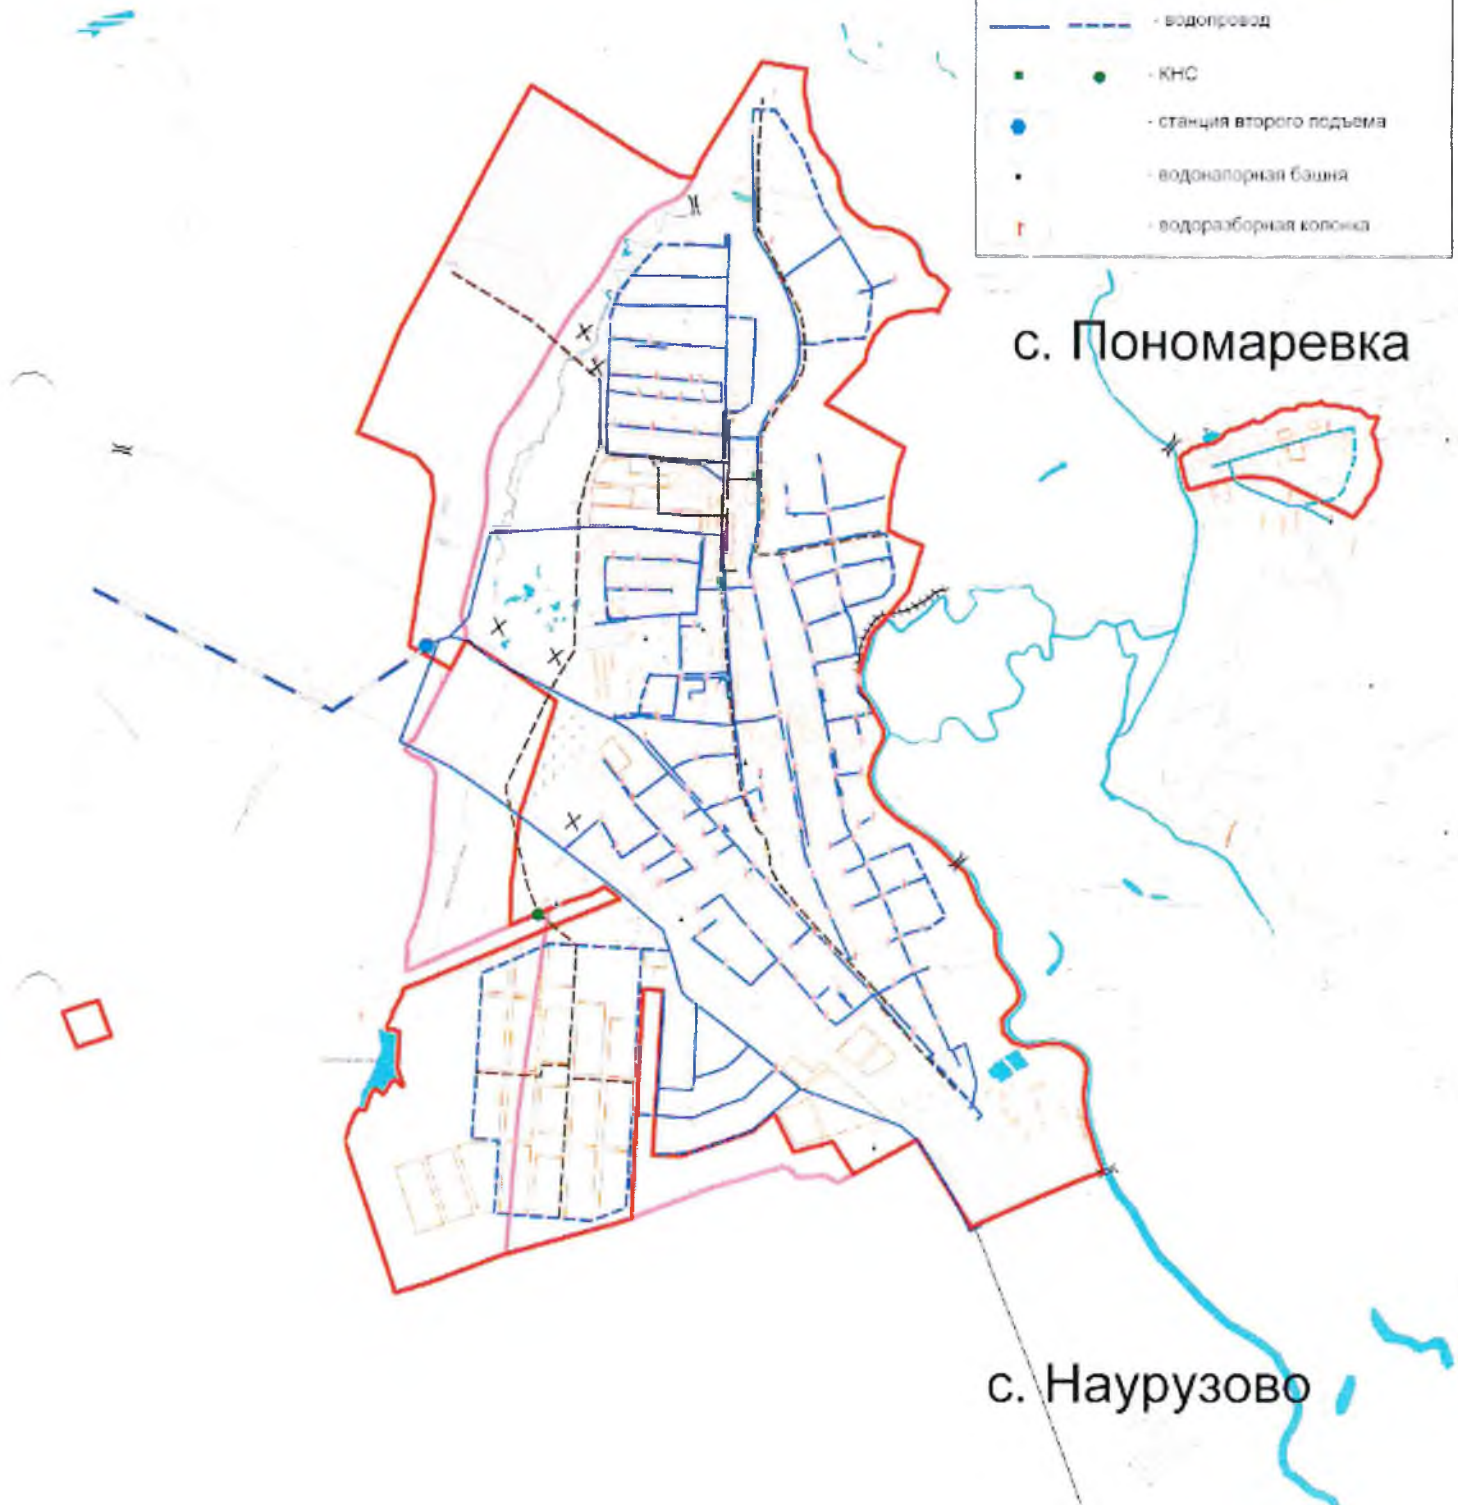 - водопровод
- КНС
- станция второго подъема
- водонапорная башня
- водоразборная колонка
с. Пономаревка
с. Наурузово